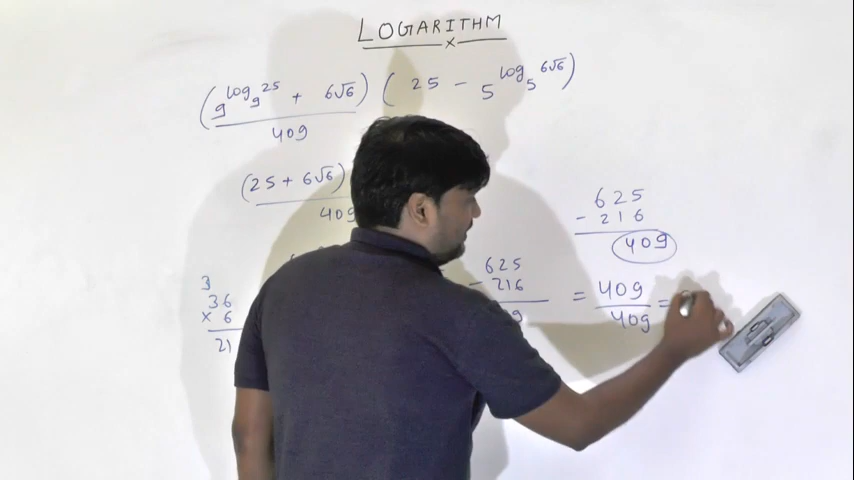 LOGARITHM
x
(9^log_9 25 + 6√6) ( 25 - 5^log_5 6√6)
409
(25 + 6√6)
409
625
- 216
409
625
- 216
= 409
409 =
3
36
x 6
21